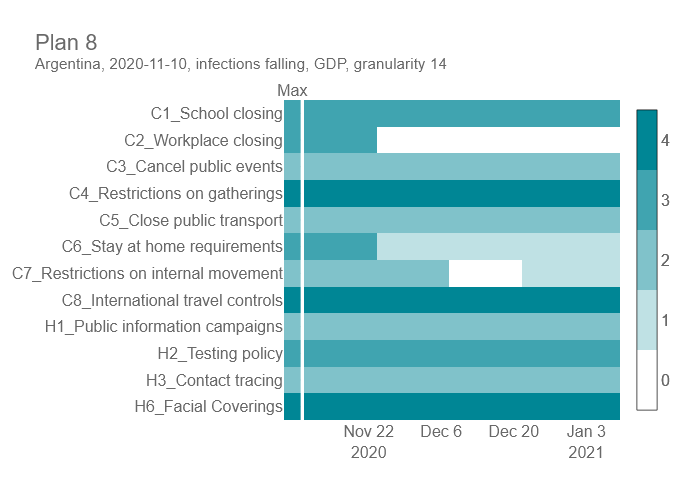 Plan 8
Argentina, 2020-11-10, infections falling, GDP, granularity 14
Max
C1_School closing
C2_Workplace closing
C3_Cancel public events
C4_Restrictions on gatherings
C5_Close public transport
C6_Stay at home requirements
C7_Restrictions on internal movement
C8_International travel controls
H1_Public information campaigns
H2_Testing policy
H3_Contact tracing
H6_Facial Coverings
4
3
2
1
0
Nov 22 Dec 6 Dec 20 Jan 3
2020 2021